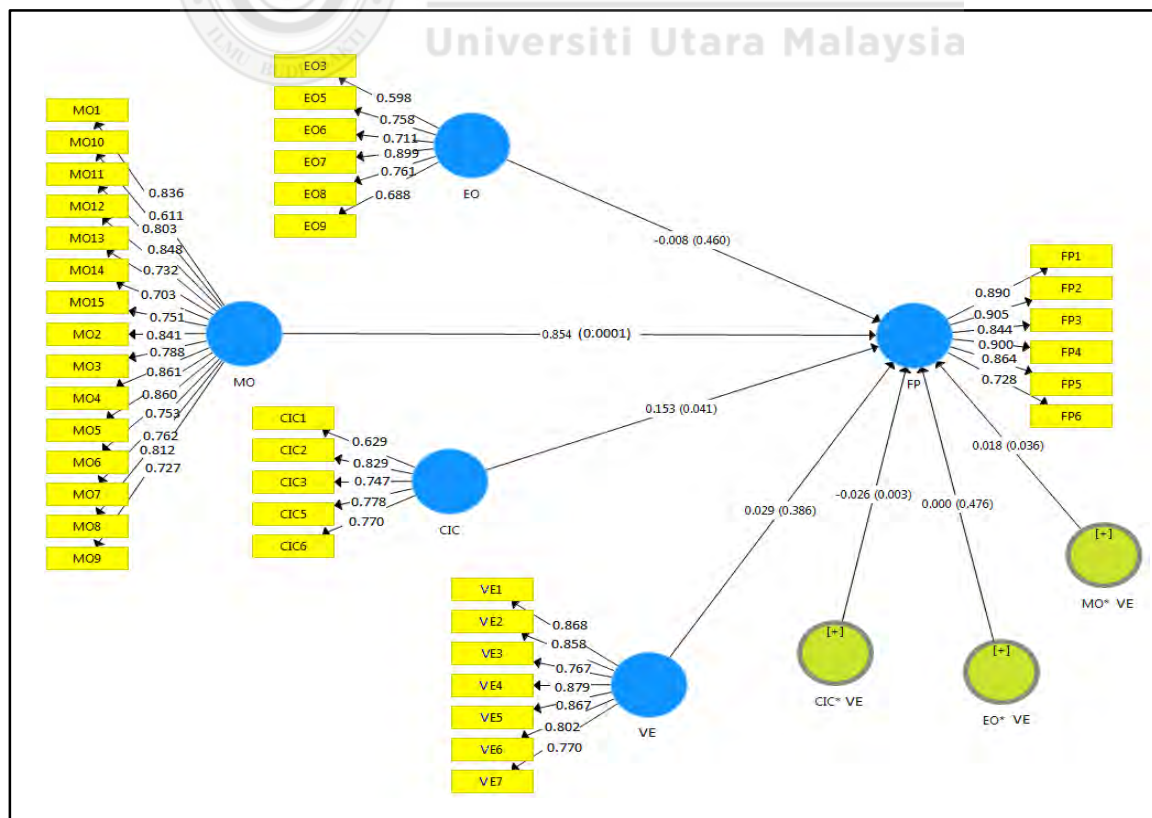 ILMU BUDI BAKTI
Universiti Utara Malaysia
EO3
EO5
EO6
EO7
EO8
EO9
0.598
0.758
0.711
0.899
0.761
0.688
EO
MO1
MO10
MO11
MO12
MO13
MO14
MO15
MO2
MO3
MO4
MO5
MO6
MO7
MO8
MO9
0.836
0.611
0.803
0.848
0.732
0.703
0.751
0.841
0.788
0.861
0.860
0.753
0.762
0.812
0.727
MO
-0.008 (0.460)
0.854 (0.0001)
0.153 (0.041)
FP1
FP2
FP3
FP4
FP5
FP6
0.890
0.905
0.844
0.900
0.864
0.728
FP
CIC1
CIC2
CIC3
CIC5
CIC6
0.629
0.829
0.747
0.778
0.770
CIC
0.029 (0.386)
-0.026 (0.003)
0.000 (0.476)
0.018 (0.036)
VE1
VE2
VE3
VE4
VE5
VE6
VE7
0.868
0.858
0.767
0.879
0.867
0.802
0.770
VE
[+]
CIC* VE
[+]
EO* VE
[+]
MO* VE